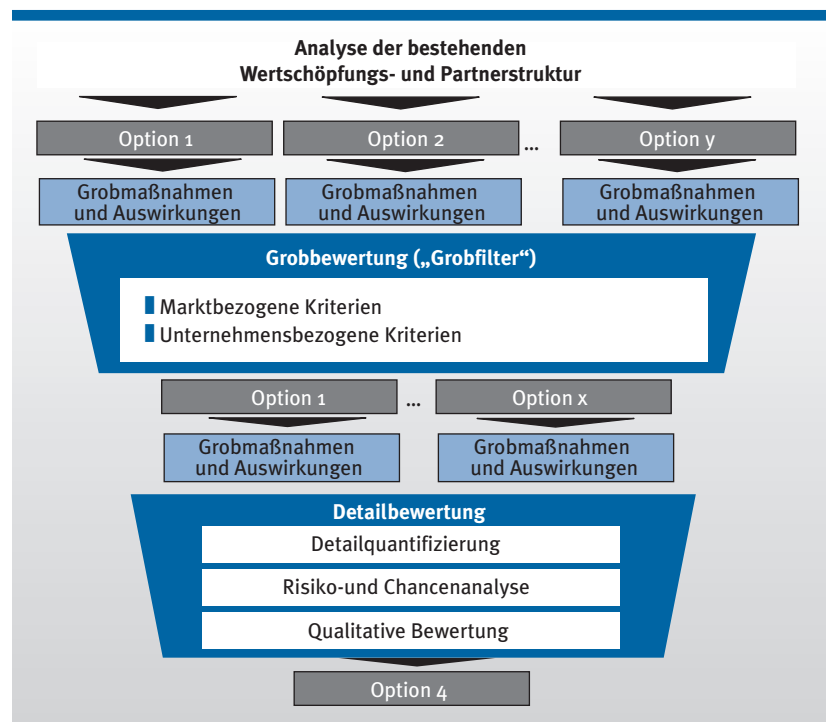 Analyse der bestehenden
Wertschöpfungs- und Partnerstruktur
Option 1
Option 2
...
Option y
Grobmaßnahmen
und Auswirkungen
Grobmaßnahmen
und Auswirkungen
Grobmaßnahmen
und Auswirkungen
Grobbewertung („Grobfilter“)
Marktbezogene Kriterien
Unternehmensbezogene Kriterien
Option 1
...
Option x
Grobmaßnahmen
und Auswirkungen
Grobmaßnahmen
und Auswirkungen
Detailbewertung
Detailquantifizierung
Risiko-und Chancenanalyse
Qualitative Bewertung
Option 4